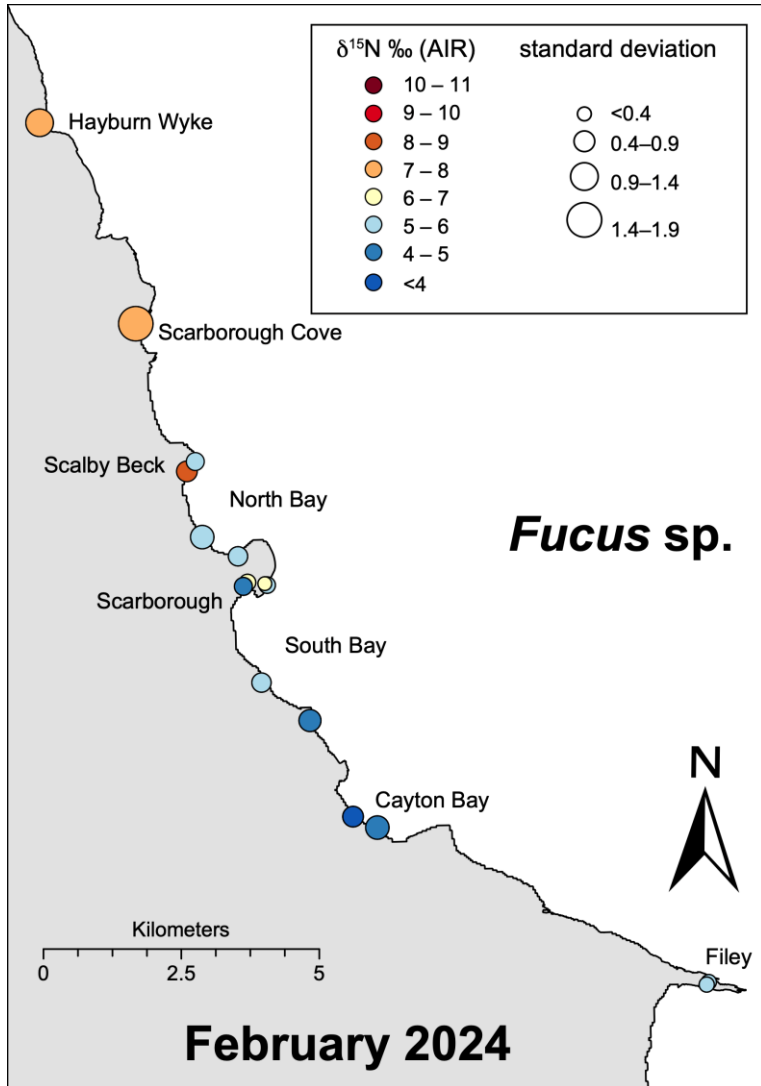 δ¹⁵N ‰ (AIR)
10 – 11
9 – 10
8 – 9
7 – 8
6 – 7
5 – 6
4 – 5
<4
standard deviation
<0.4
0.4–0.9
0.9–1.4
1.4–1.9
Hayburn Wyke
Scarborough Cove
Scalby Beck
North Bay
Fucus sp.
Scarborough
South Bay
N
Cayton Bay
Kilometers
0 2.5 5
Filey
February 2024